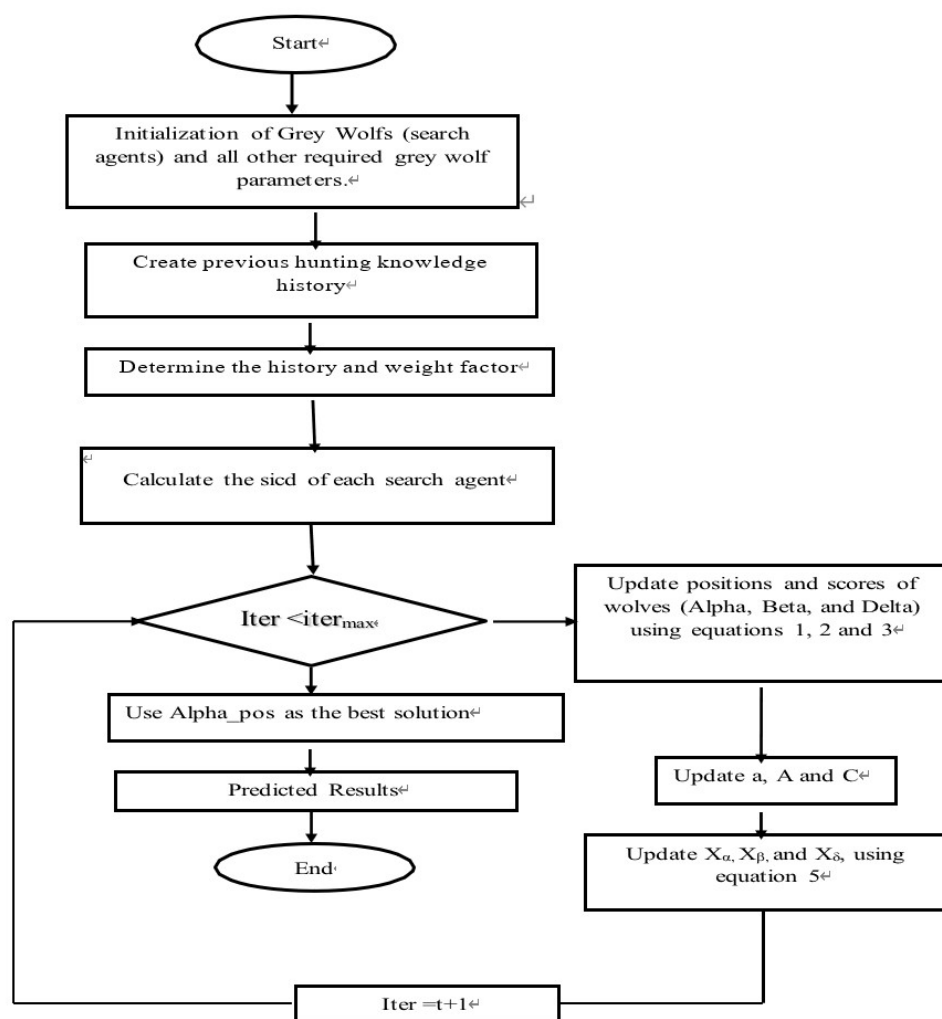 Start↵
Initialization of Grey Wolfs (search
agents) and all other required grey wolf
parameters.↵
↵
Create previous hunting knowledge
history↵
Determine the history and weight factor↵
↵
Calculate the sicd of each search agent↵
Iter <itermax↵
Update positions and scores of
wolves (Alpha, Beta, and Delta)
using equations 1, 2 and 3↵
Use Alpha_pos as the best solution↵
Update a, A and C↵
Predicted Results↵
Update Xα, Xβ, and Xδ, using
equation 5↵
End
Iter =t+1↵